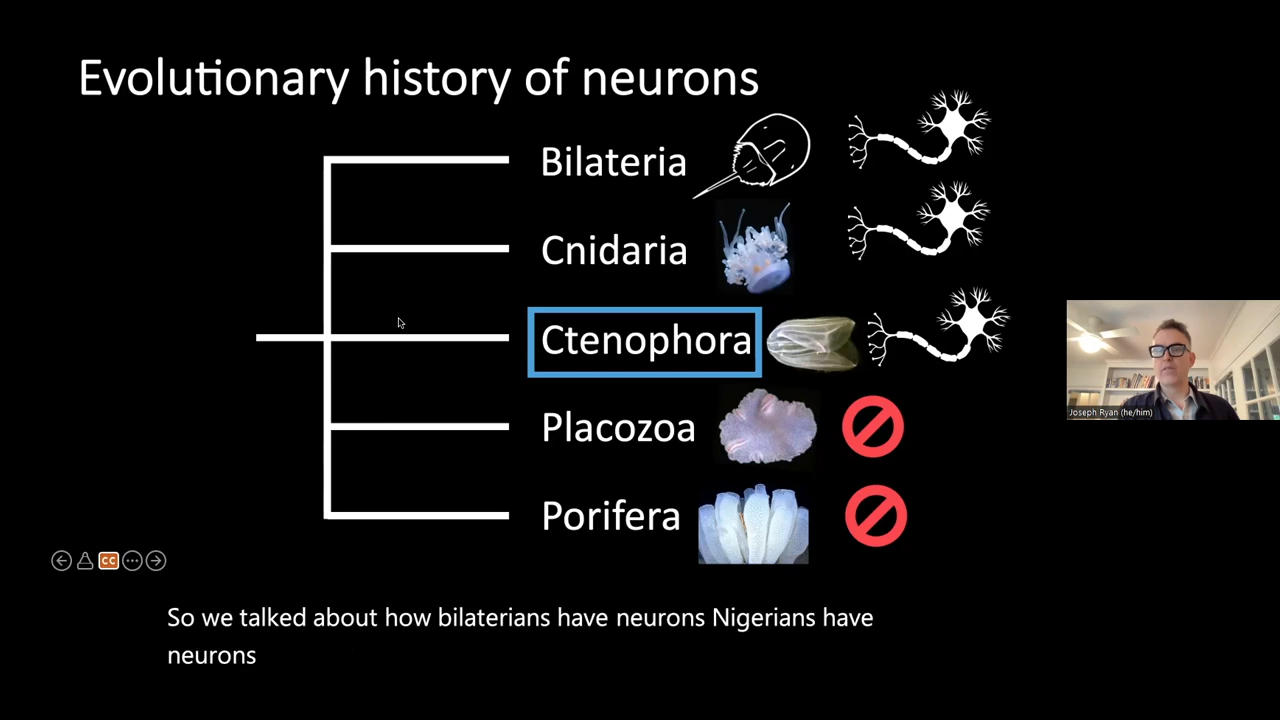 Evolutionary history of neurons
Bilateria
Cnidaria
Ctenophora
Placozoa
Porifera
Joseph Ryan (he/him)
CC
So we talked about how bilaterians have neurons Nigerians have
neurons